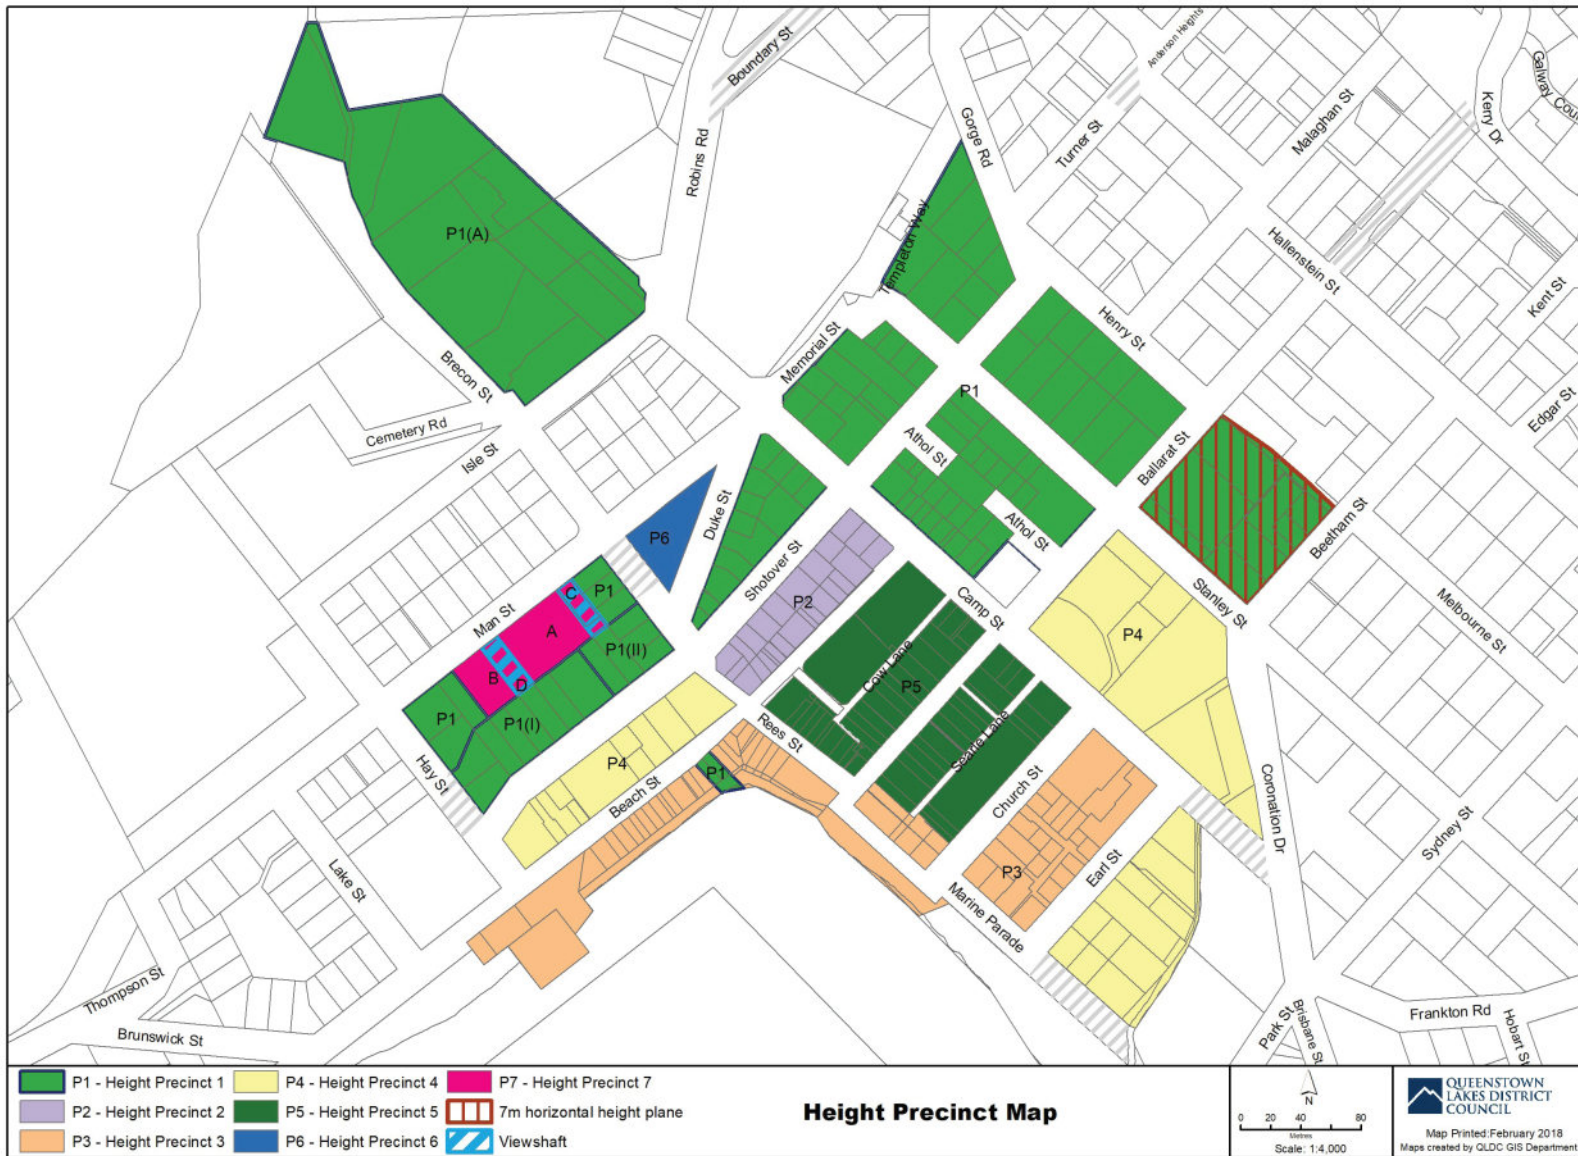 Boundary St
Anderson Heights
Galway Cou
Kerry Dr
Malaghan St
Gorge Rd
Turner St
Robins Rd
Templeton Way
Hallenstein St
Kent St
P1(A)
Henry St
Memorial St
Brecon St
P1
Edgar St
Cemetery Rd
Athol St
Ballarat St
Isle St
Duke St
Athol St
Beetham St
P6
Shotover St
Stanley St
Camp St
Melbourne St
P2
C
P1
Man St
A
P4
P1(II)
Cow Lane
P5
B
D
P1
P1(I)
Rees St
Searle Lane
Hay St
P4
P1
Beach St
Church St
Coronation Dr
Sydney St
Earl St
P3
Lake St
Marine Parade
Thompson St
Brunswick St
Park St
Brisbane St
Frankton Rd
Hobart St
P1 - Height Precinct 1
P2 - Height Precinct 2
P3 - Height Precinct 3
P4 - Height Precinct 4
P5 - Height Precinct 5
P6 - Height Precinct 6
P7 - Height Precinct 7
7m horizontal height plane
Viewshaft
Height Precinct Map
N
0 20 40 80
Metres
Scale: 1:4,000
QUEENSTOWN
LAKES DISTRICT
COUNCIL
Map Printed:February 2018
Maps created by QLDC GIS Department